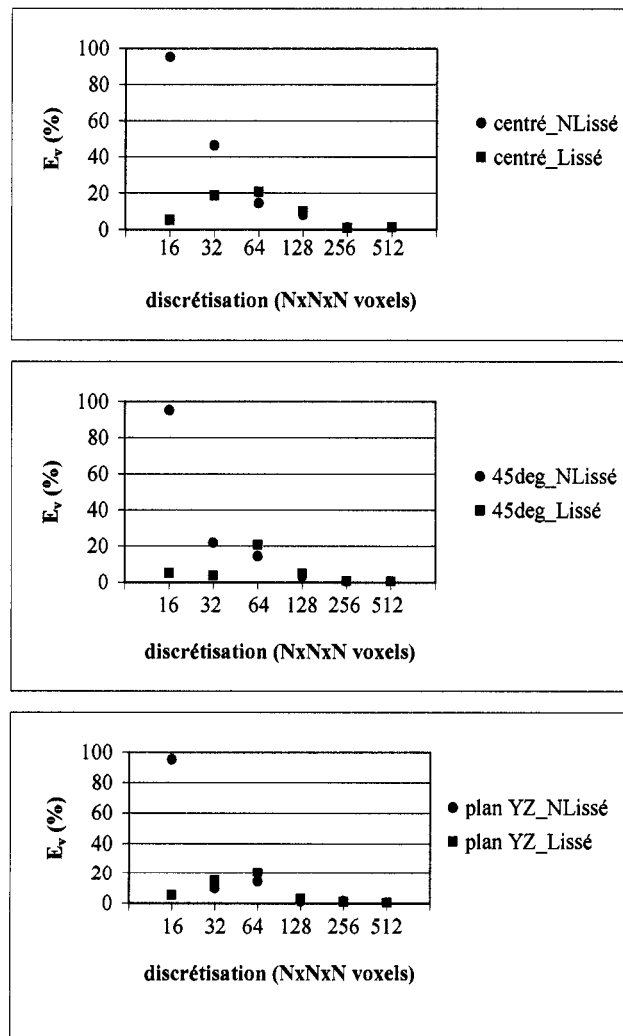 100
80
60
40
20
0
E_v (%)
16 32 64 128 256 512
discrétisation (NxNxN voxels)
● centré_NLissé
■ centré_Lissé
100
80
60
40
20
0
E_v (%)
16 32 64 128 256 512
discrétisation (NxNxN voxels)
● 45deg_NLissé
■ 45deg_Lissé
100
80
60
40
20
0
E_v (%)
16 32 64 128 256 512
discrétisation (NxNxN voxels)
● plan YZ_NLissé
■ plan YZ_Lissé